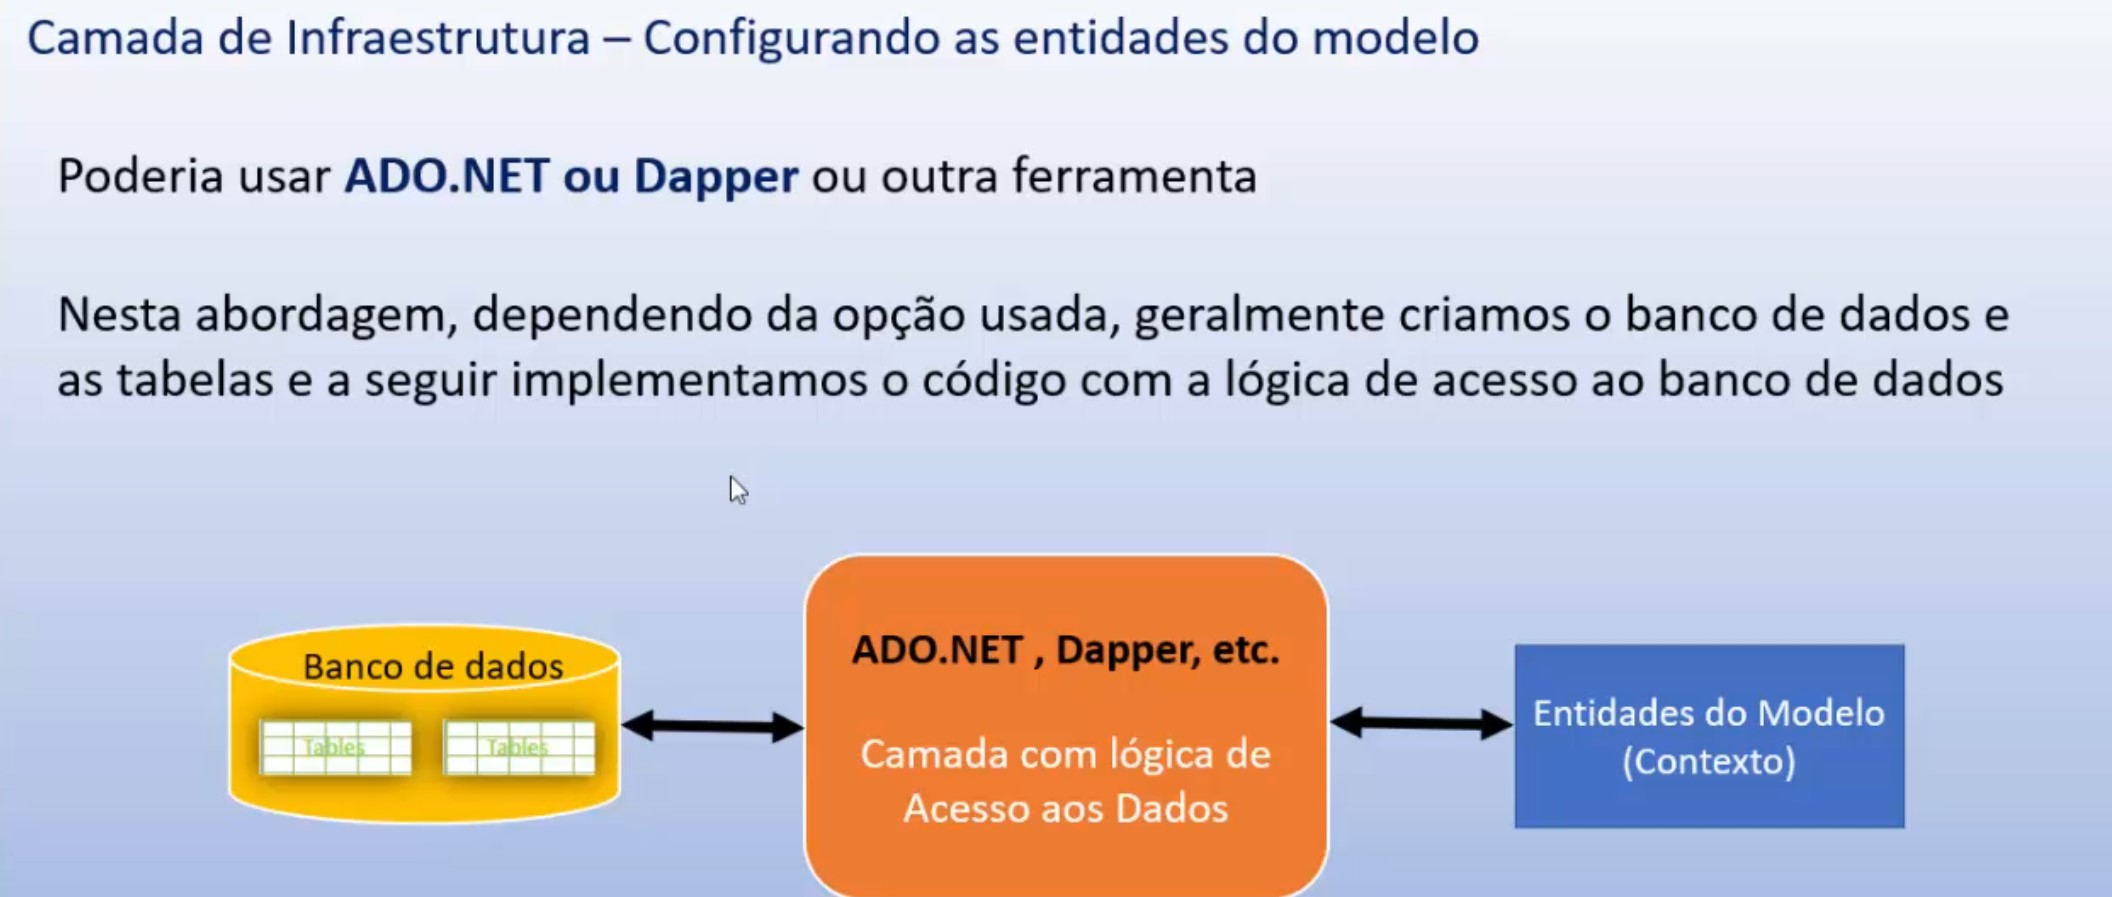 Camada de Infraestrutura – Configurando as entidades do modelo
Poderia usar ADO.NET ou Dapper ou outra ferramenta
Nesta abordagem, dependendo da opção usada, geralmente criamos o banco de dados e
as tabelas e a seguir implementamos o código com a lógica de acesso ao banco de dados
Banco de dados
Tables
Tables
ADO.NET , Dapper, etc.
Camada com lógica de
Acesso aos Dados
Entidades do Modelo
(Contexto)